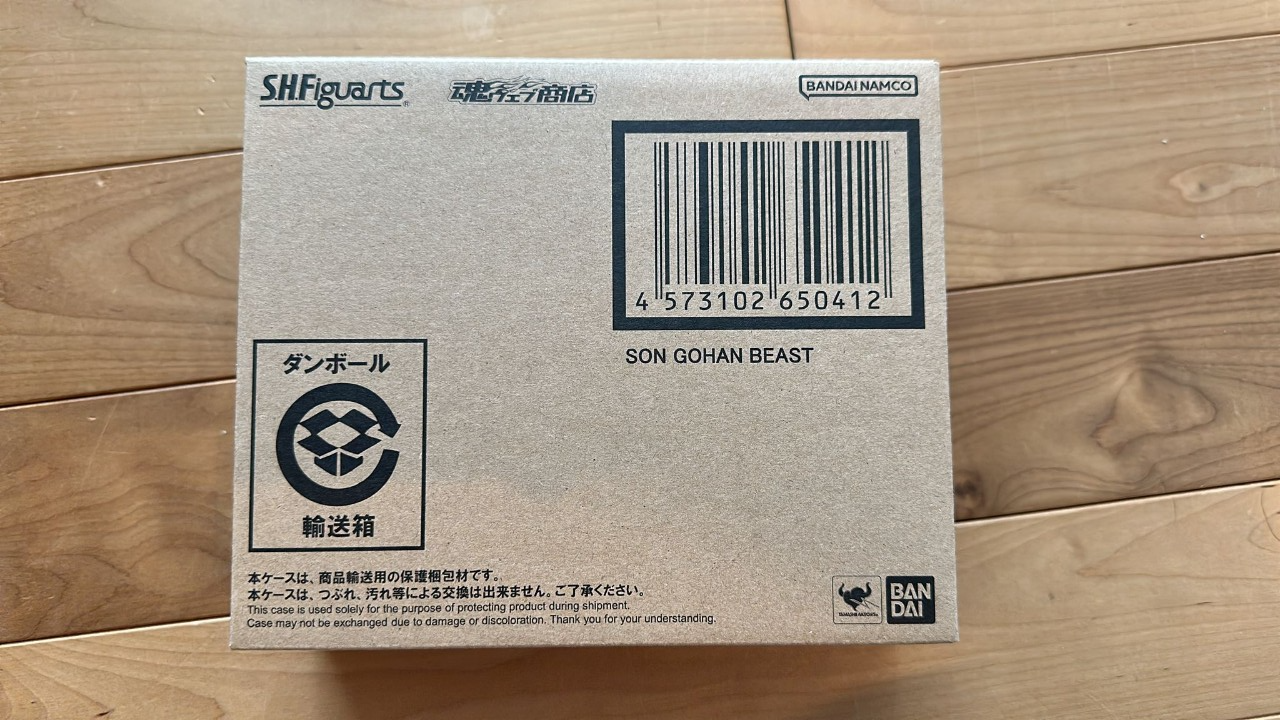 S.H.Figuarts
魂ウェブ商店
BANDAI NAMCO
4 573102 650412
SON GOHAN BEAST
ダンボール
輸送箱
本ケースは、商品輸送用の保護梱包材です。
本ケースは、つぶれ、汚れ等による交換は出来ません。ご了承ください。
This case is used solely for the purpose of protecting product during shipment.
Case may not be exchanged due to damage or discoloration. Thank you for your understanding.
TAMASHII NATIONS
BAN
DAI